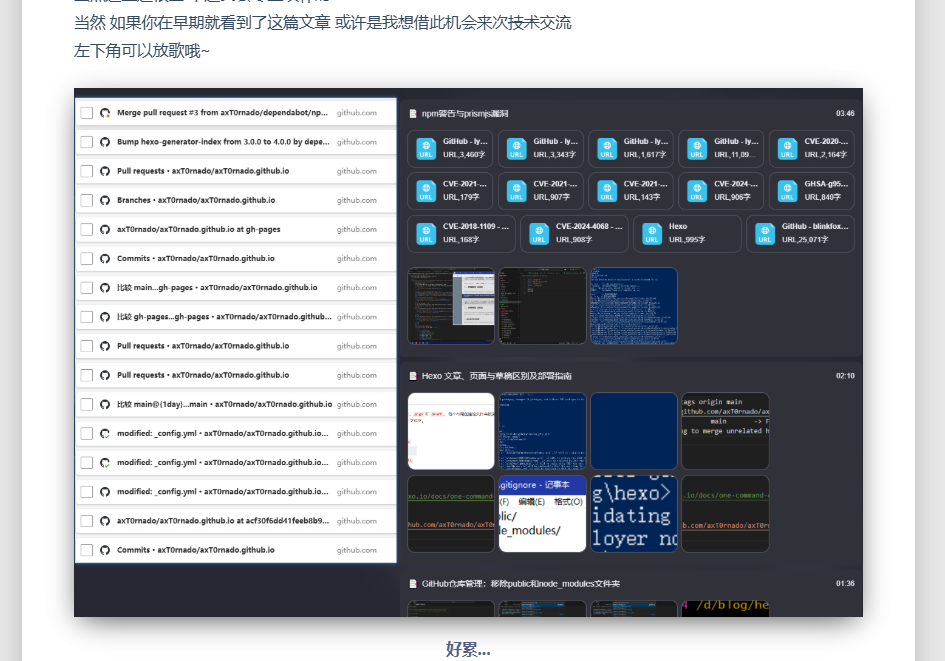 当然 如果你在早期就看到了这篇文章 或许是我想借此机会来次技术交流
左下角可以放歌哦~
Merge pull request #3 from axT0rnado/dependabot/np... github.com
Bump hexo-generator-index from 3.0.0 to 4.0.0 by depe... github.com
Pull requests • axT0rnado/axT0rnado.github.io github.com
Branches • axT0rnado/axT0rnado.github.io github.com
axT0rnado/axT0rnado.github.io at gh-pages github.com
Commits • axT0rnado/axT0rnado.github.io github.com
比较 main...gh-pages • axT0rnado/axT0rnado.github.io github.com
比较 gh-pages...gh-pages • axT0rnado/axT0rnado.github... github.com
Pull requests • axT0rnado/axT0rnado.github.io github.com
Pull requests • axT0rnado/axT0rnado.github.io github.com
比较 main@{1day}...main • axT0rnado/axT0rnado.github.io github.com
modified: _config.yml • axT0rnado/axT0rnado.github.io... github.com
modified: _config.yml • axT0rnado/axT0rnado.github.io... github.com
modified: _config.yml • axT0rnado/axT0rnado.github.io... github.com
axT0rnado/axT0rnado.github.io at acf30f6dd41feeb8b9... github.com
Commits • axT0rnado/axT0rnado.github.io github.com
npm警告与prismjs漏洞 03:46
GitHub - ly... GitHub - ly... GitHub - ly... GitHub - ly... CVE-2020-...
URL,3,460字 URL,3,343字 URL,1,617字 URL,11,09... URL,2,164字
CVE-2021-... CVE-2021-... CVE-2021-... CVE-2024-... GHSA-g95...
URL,179字 URL,907字 URL,143字 URL,906字 URL,840字
CVE-2018-1109 - ... CVE-2024-4068 - ... Hexo GitHub - blinkfox...
URL,168字 URL,908字 URL,995字 URL,25,071字
Hexo 文章、页面与草稿区别及部署指南 02:10
ags origin main
github.com/axT0rnado/ax
main -> F
g to merge unrelated h
xo.io/docs/one-command-
hub.com/axT0rnado/axT0r
.gitignore - 记事本
(F) 编辑(E) 格式(O)
lic/
le_modules/
g\hexo>
idating
loyer no
.io/docs/one-command-
b.com/axT0rnado/axT0rn
GitHub仓库管理：移除public和node_modules文件夹 01:36
4 /d/blog/he
好累...